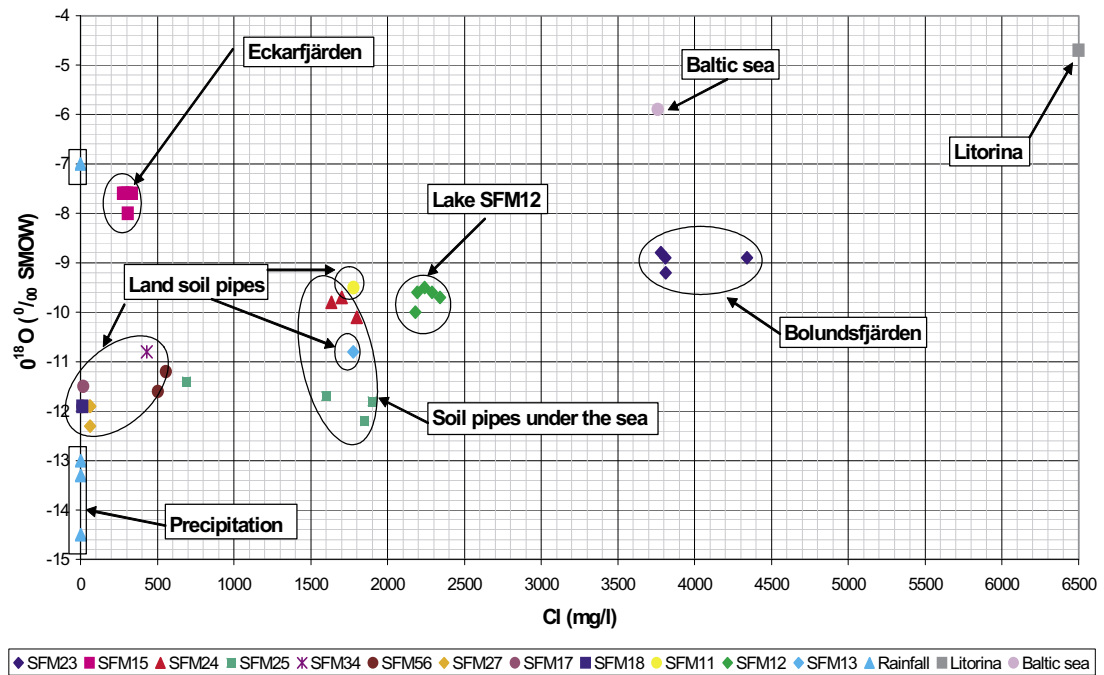 -4
-5
-6
-7
-8
-9
-10
-11
-12
-13
-14
-15
0¹⁸O (⁰/₀₀ SMOW)
Eckarfjärden
Baltic sea
Litorina
Lake SFM12
Land soil pipes
Bolundsfjärden
Soil pipes under the sea
Precipitation
0 500 1000 1500 2000 2500 3000 3500 4000 4500 5000 5500 6000 6500
Cl (mg/l)
SFM23 SFM15 SFM24 SFM25 SFM34 SFM56 SFM27 SFM17 SFM18 SFM11 SFM12 SFM13 Rainfall Litorina Baltic sea